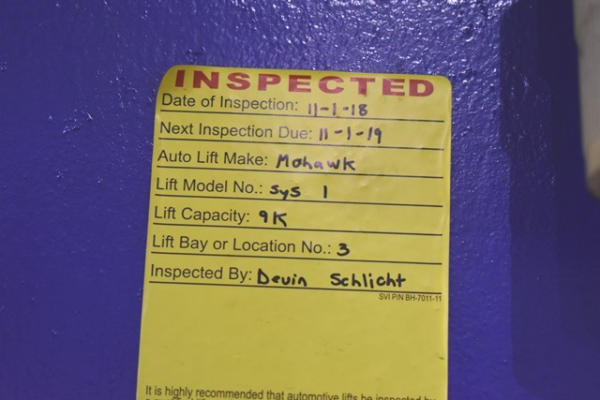 INSPECTED
Date of Inspection: 11-1-18
Next Inspection Due: 11-1-19
Auto Lift Make: Mohawk
Lift Model No.: Sys 1
Lift Capacity: 9K
Lift Bay or Location No.: 3
Inspected By: Devin Schlicht
SVI P/N BH-7011-11
It is highly recommended that automotive lifts be inspected by